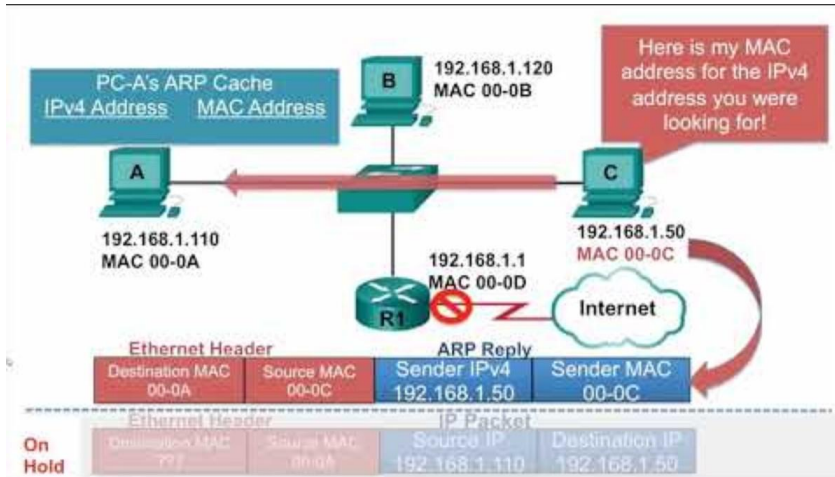 PC-A's ARP Cache
IPv4 Address MAC Address
B
192.168.1.120
MAC 00-0B
Here is my MAC
address for the IPv4
address you were
looking for!
A
192.168.1.110
MAC 00-0A
C
192.168.1.50
MAC 00-0C
192.168.1.1
MAC 00-0D
R1
Internet
Ethernet Header
ARP Reply
Destination MAC
00-0A
Source MAC
00-0C
Sender IPv4
192.168.1.50
Sender MAC
00-0C
On
Hold
Ethernet Header
IP Packet
Destination MAC
???
Source MAC
00-0A
Source IP
192.168.1.110
Destination IP
192.168.1.50